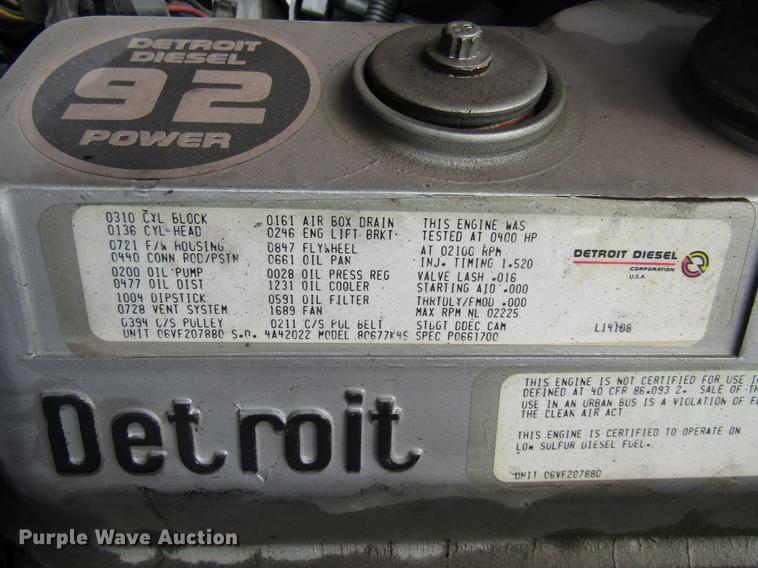 DETROIT
DIESEL
92
POWER
0310 CYL BLOCK
0136 CYL-HEAD
0721 F/W HOUSING
0440 CONN ROD/PSTN
0200 OIL PUMP
0477 OIL DIST
1004 DIPSTICK
0728 VENT SYSTEM
0394 C/S PULLEY
0161 AIR BOX DRAIN
0246 ENG LIFT BRKT
0847 FLYWHEEL
0661 OIL PAN
0028 OIL PRESS REG
1231 OIL COOLER
0591 OIL FILTER
1689 FAN
0211 C/S PUL BELT
THIS ENGINE WAS
TESTED AT 0400 HP
AT 02100 RPM
INJ. TIMING 1.520
VALVE LASH .016
STARTING AID .000
THRTDLY/FMOD .000
MAX RPM NL 02225
STDGT DDEC CAM
UNIT 06VF207880 S.O. 4A42022 MODEL 80677K45 SPEC P0661700
DETROIT DIESEL
CORPORATION
U.S.A.
L14108
Detroit
THIS ENGINE IS NOT CERTIFIED FOR USE I
DEFINED AT 40 CFR 86.093 2. SALE OF TH
USE IN AN URBAN BUS IS A VIOLATION OF F
THE CLEAN AIR ACT
THIS ENGINE IS CERTIFIED TO OPERATE ON
LOW SULFUR DIESEL FUEL.
UNIT 06VF207880
Purple Wave Auction®